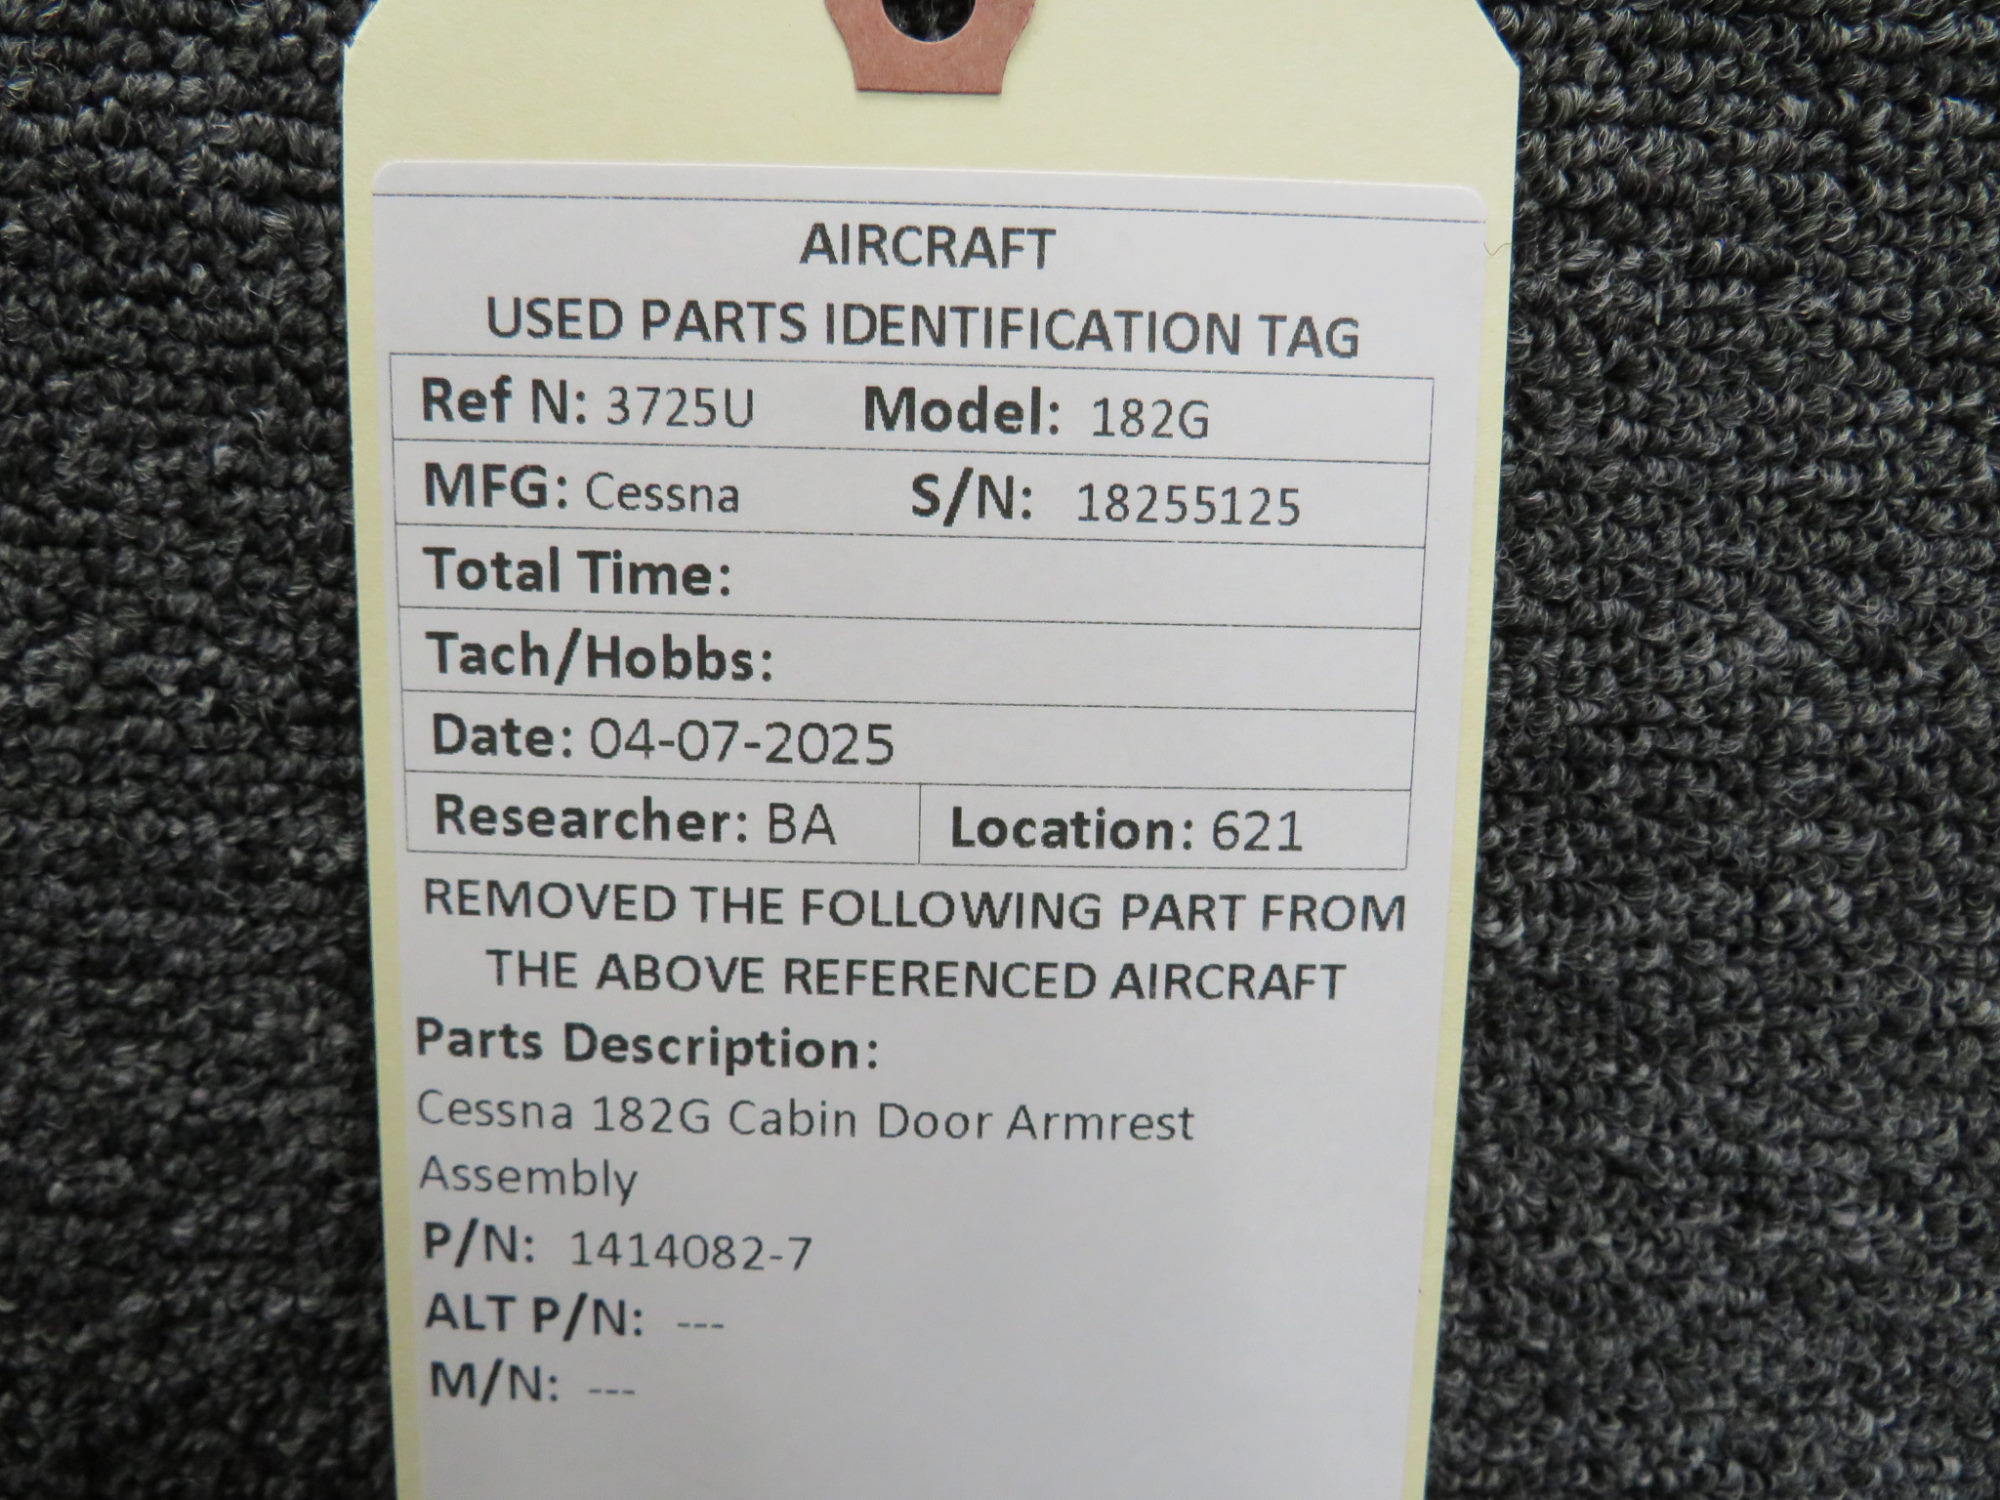 AIRCRAFT
USED PARTS IDENTIFICATION TAG
Ref N: 3725U Model: 182G
MFG: Cessna S/N: 18255125
Total Time:
Tach/Hobbs:
Date: 04-07-2025
Researcher: BA Location: 621
REMOVED THE FOLLOWING PART FROM
THE ABOVE REFERENCED AIRCRAFT
Parts Description:
Cessna 182G Cabin Door Armrest
Assembly
P/N: 1414082-7
ALT P/N: ---
M/N: ---